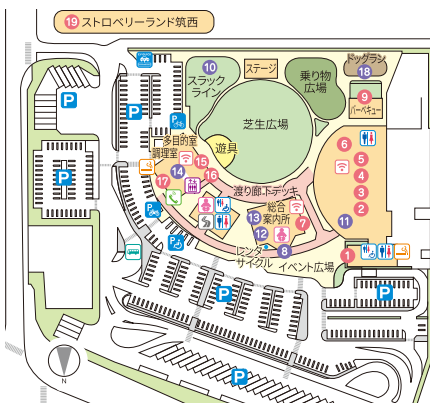 19 ストロベリーランド筑西
10
スラック
ライン
ステージ
乗り物
広場
ドッグラン
18
9
バーベキュー
P
P
P
P
芝生広場
遊具
多目的室
調理室
15
14
16
17
6
5
4
3
2
11
渡り廊下デッキ
総合
案内所
13
12
7
8
レンタ
サイクル
イベント広場
1
P
P
P
N